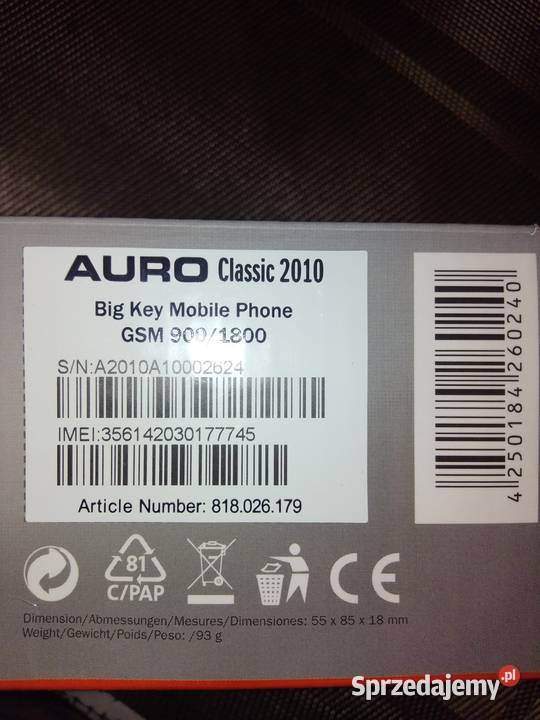 AURO Classic 2010
Big Key Mobile Phone
GSM 900/1800
S/N:A2010A10002624
IMEI:356142030177745
Article Number: 818.026.179
4 250184 260240
81
C/PAP
CE
Dimension/Abmessungen/Mesures/Dimensiones: 55 x 85 x 18 mm
Weight/Gewicht/Poids/Peso: /93 g
Sprzedajemy.pl